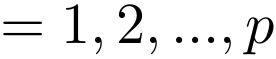 = 1, 2, ..., p